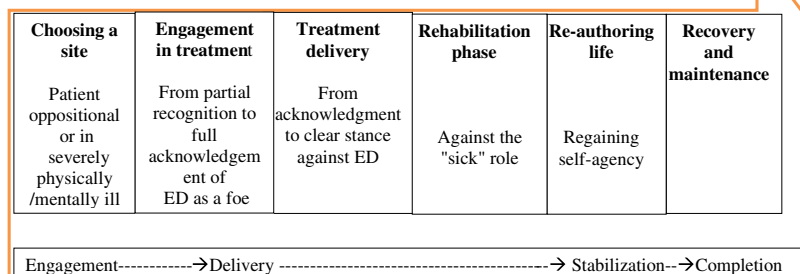 Choosing a site
Patient oppositional or in severely physically /mentally ill
Engagement in treatment
From partial recognition to full acknowledgem ent of ED as a foe
Treatment delivery
From acknowledgment to clear stance against ED
Rehabilitation phase
Against the "sick" role
Re-authoring life
Regaining self-agency
Recovery and maintenance
Engagement------------→Delivery --------------------------------------------→ Stabilization--→Completion